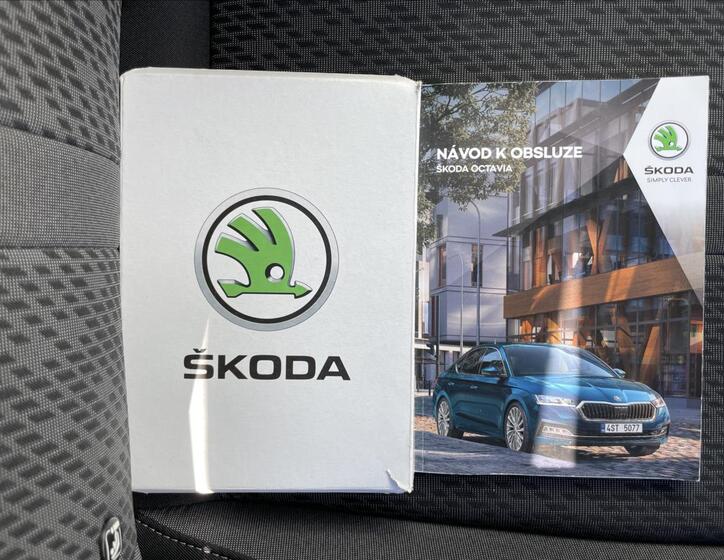 ŠKODA
NÁVOD K OBSLUZE
ŠKODA OCTAVIA
ŠKODA
SIMPLY CLEVER
4ST 5077